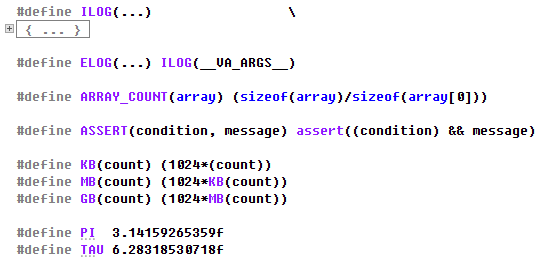 #define ILOG(...) \
{ ... }
#define ELOG(...) ILOG(__VA_ARGS__)
#define ARRAY_COUNT(array) (sizeof(array)/sizeof(array[0]))
#define ASSERT(condition, message) assert((condition) && message)
#define KB(count) (1024*(count))
#define MB(count) (1024*KB(count))
#define GB(count) (1024*MB(count))
#define PI 3.14159265359f
#define TAU 6.28318530718f